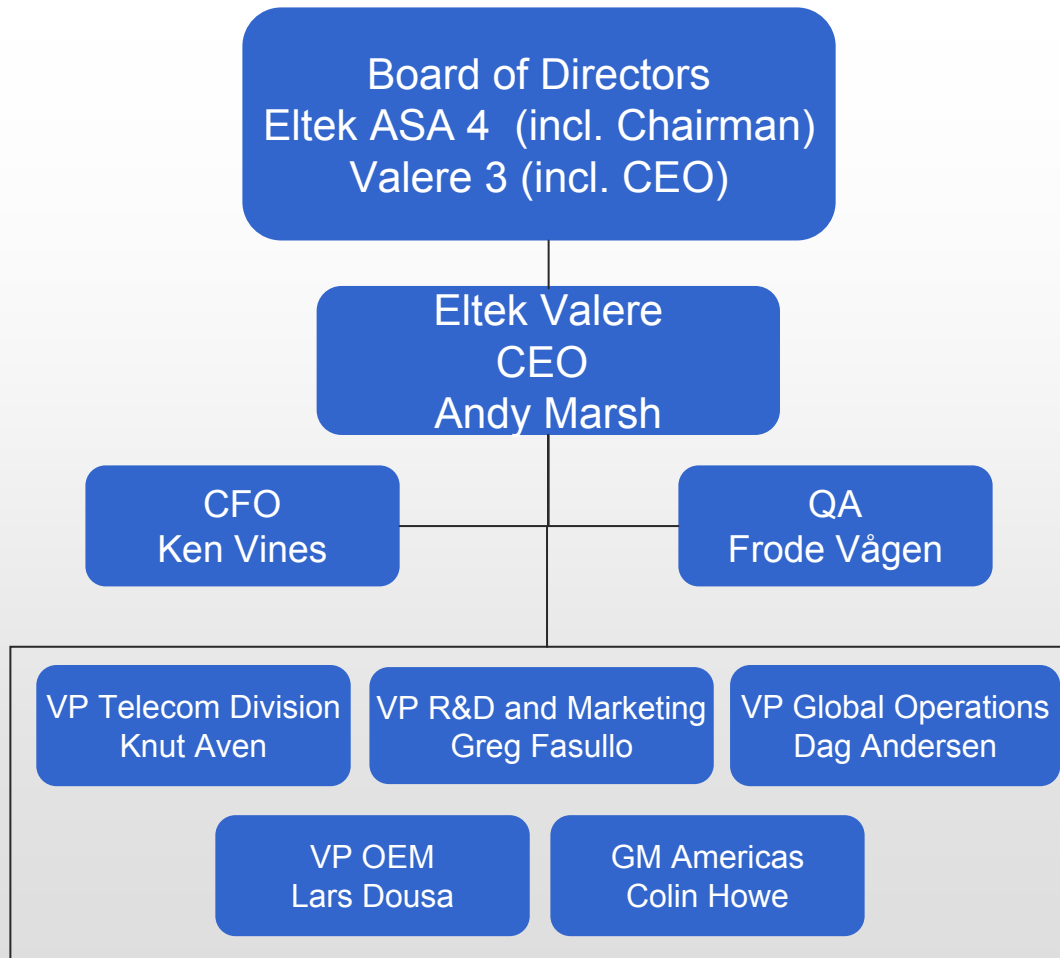 Board of Directors
Eltek ASA 4  (incl. Chairman)
Valere 3 (incl. CEO)
Eltek Valere
CEO
Andy Marsh
CFO
Ken Vines
QA
Frode Vågen
VP Telecom Division
Knut Aven
VP R&D and Marketing
Greg Fasullo
VP Global Operations
Dag Andersen
VP OEM
Lars Dousa
GM Americas
Colin Howe